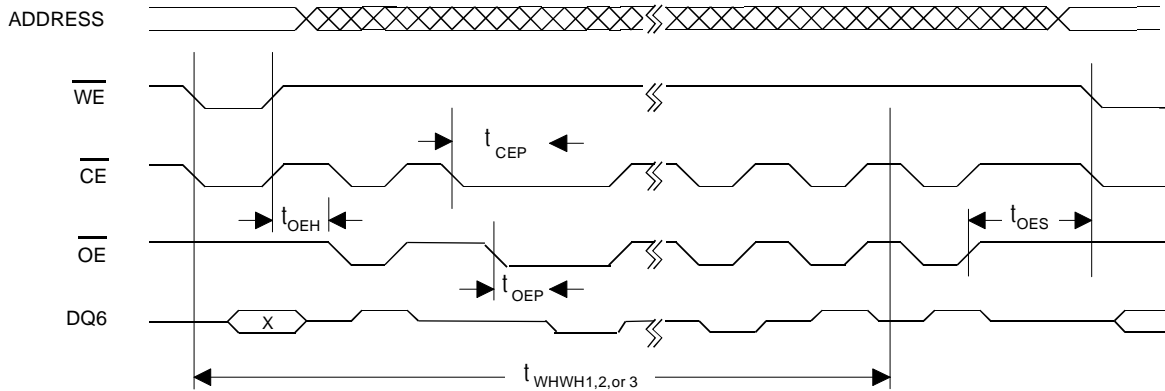 ADDRESS
WE
t CEP
CE
t OEH
t OES
OE
t OEP
DQ6
X
t WHWH1,2,or 3